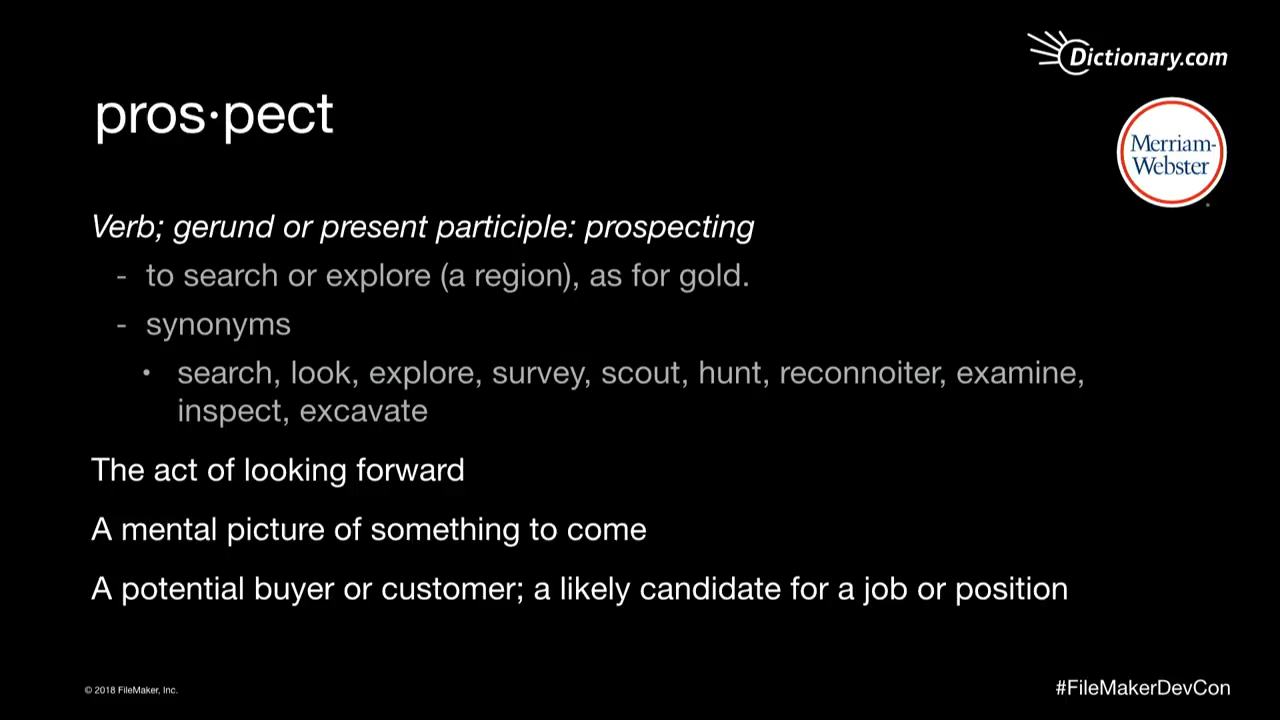 Dictionary.com
pros·pect
Merriam-
Webster
Verb; gerund or present participle: prospecting
- to search or explore (a region), as for gold.
- synonyms
• search, look, explore, survey, scout, hunt, reconnoiter, examine,
inspect, excavate
The act of looking forward
A mental picture of something to come
A potential buyer or customer; a likely candidate for a job or position
© 2018 FileMaker, Inc.
#FileMakerDevCon